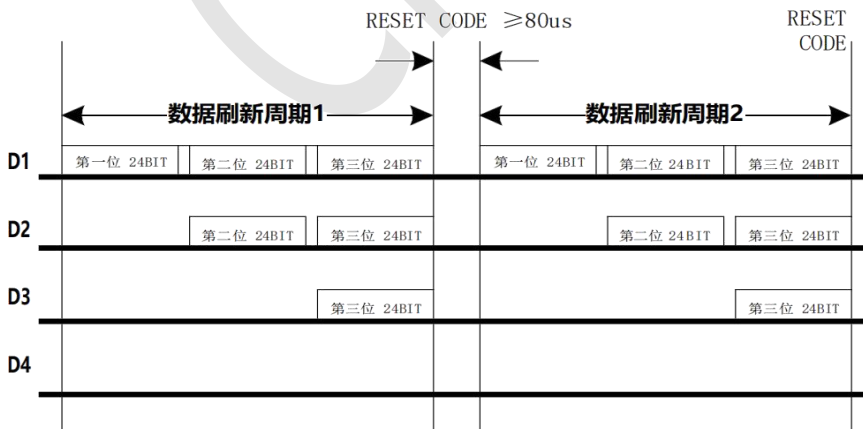 RESET CODE ≥80us
RESET
CODE
数据刷新周期1
数据刷新周期2
D1
第一位 24BIT
第二位 24BIT
第三位 24BIT
第一位 24BIT
第二位 24BIT
第三位 24BIT
D2
第二位 24BIT
第三位 24BIT
第二位 24BIT
第三位 24BIT
D3
第三位 24BIT
第三位 24BIT
D4